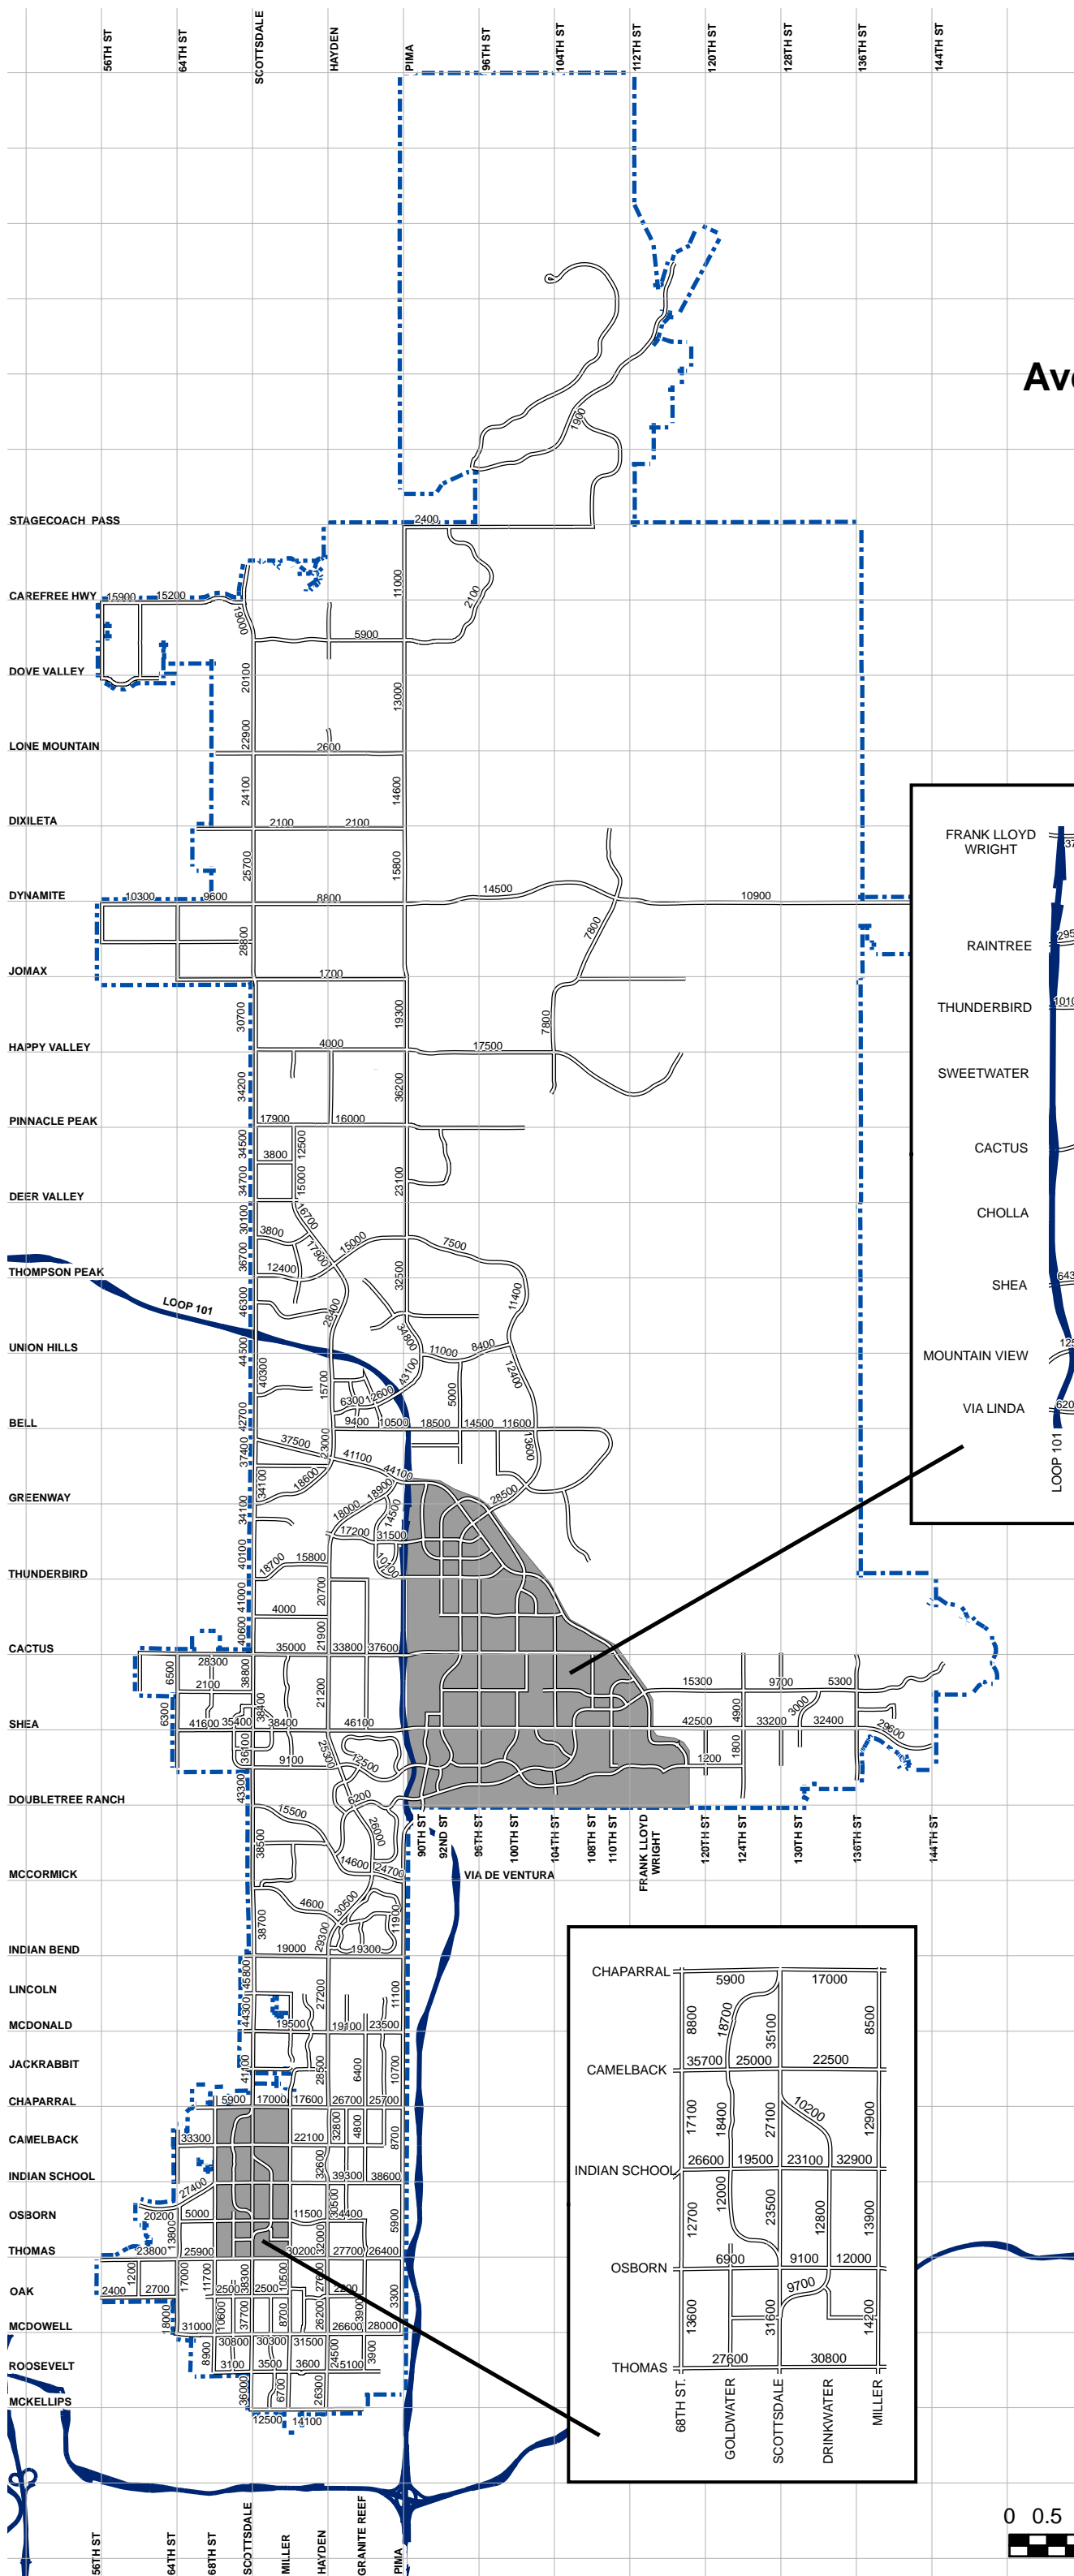 56TH ST
64TH ST
SCOTTSDALE
HAYDEN
PIMA
96TH ST
104TH ST
112TH ST
120TH ST
128TH ST
136TH ST
144TH ST
1900
STAGECOACH PASS
2400
11000
2100
CAREFREE HWY
15900
15200
5900
DOVE VALLEY
20100
13000
LONE MOUNTAIN
22900
2600
24100
14600
DIXILETA
2100
2100
25700
15800
DYNAMITE
10300
9600
8800
14500
10900
7800
28800
JOMAX
1700
30700
19300
7800
HAPPY VALLEY
4000
17500
34200
36200
PINNACLE PEAK
17900
16000
34500
12500
3800
34700
15000
23100
DEER VALLEY
30100
16700
3800
17900
15000
7500
36700
12400
THOMPSON PEAK
32500
11400
LOOP 101
46300
28400
34800
UNION HILLS
44500
11000
8400
43100
12400
40300
15700
6300
12600
5000
BELL
42700
9400
10500
18500
14500
11600
37400
37500
23000
41100
44100
13600
34100
18600
18900
28500
GREENWAY
34100
18000
14500
17200
31500
40100
18700
15800
10100
THUNDERBIRD
41000
20700
4000
40600
21900
CACTUS
35000
33800
37600
28300
6500
38800
2100
21200
38400
6300
15300
9700
5300
4900
3000
SHEA
41600
35400
38400
46100
42500
33200
32400
29600
36100
25300
12500
9100
1200
1800
43300
6200
DOUBLETREE RANCH
15500
26000
38500
14600
24700
90TH ST
92ND ST
96TH ST
100TH ST
104TH ST
108TH ST
110TH ST
FRANK LLOYD
WRIGHT
120TH ST
124TH ST
130TH ST
136TH ST
144TH ST
VIA DE VENTURA
MCCORMICK
4600
30500
11900
38700
29300
INDIAN BEND
19000
19300
45800
LINCOLN
27200
11100
44300
MCDONALD
19500
19100
23500
JACKRABBIT
41100
28500
6400
10700
CHAPARRAL
5900
17000
17600
26700
25700
32800
4800
CAMELBACK
33300
22100
8700
32600
INDIAN SCHOOL
39300
38600
27400
30500
OSBORN
20200
5000
11500
34400
13800
32000
5900
THOMAS
23800
25900
30200
27700
26400
1200
17000
11700
38300
10500
27600
OAK
2400
2700
2500
2500
2200
3300
18000
10600
37700
8700
26200
3900
MCDOWELL
31000
26600
28000
30800
30300
31500
8900
24500
3900
ROOSEVELT
3100
3500
3600
5100
36000
6700
26300
MCKELLIPS
12500
14100
56TH ST
64TH ST
68TH ST
SCOTTSDALE
MILLER
HAYDEN
GRANITE REEF
PIMA
FRANK LLOYD
WRIGHT
RAINTREE
THUNDERBIRD
SWEETWATER
CACTUS
CHOLLA
SHEA
MOUNTAIN VIEW
VIA LINDA
LOOP 101
CHAPARRAL
5900
17000
8800
18700
35100
8500
CAMELBACK
35700
25000
22500
17100
18400
27100
10200
12900
INDIAN SCHOOL
26600
19500
23100
32900
12700
12000
23500
12800
13900
OSBORN
6900
9100
12000
9700
13600
31600
14200
THOMAS
27600
30800
68TH ST.
GOLDWATER
SCOTTSDALE
DRINKWATER
MILLER
0 0.5